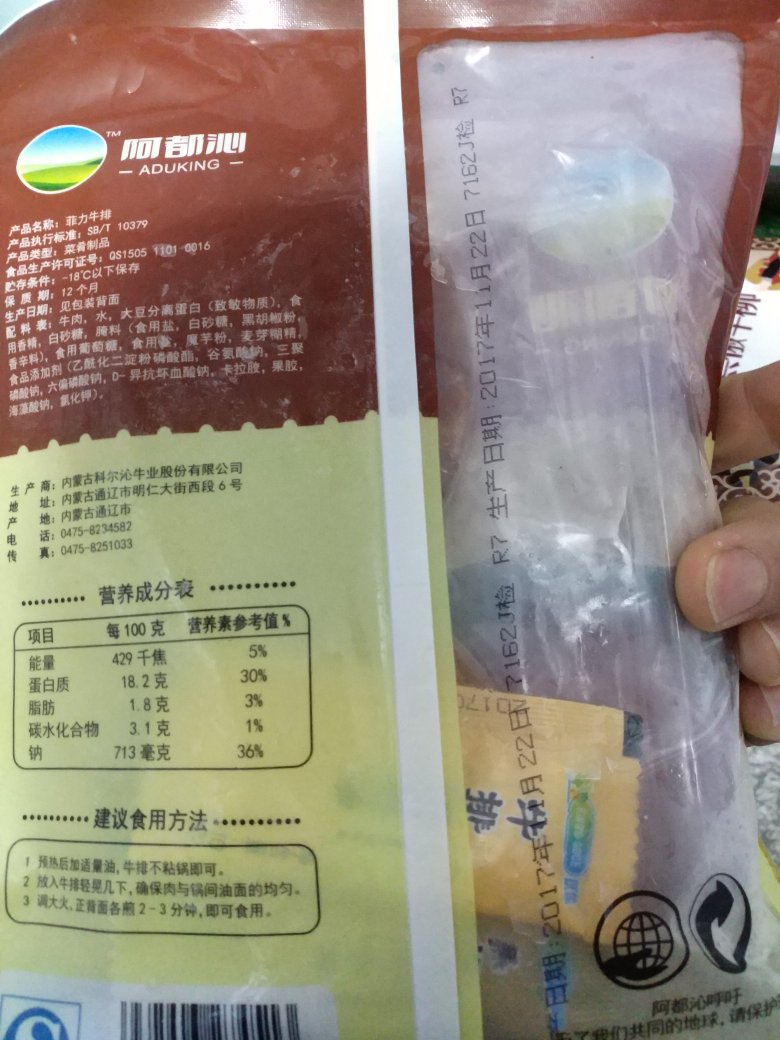 阿都沁
TM
— ADUKING —
产品名称：菲力牛排
产品执行标准：SB/T 10379
产品类型：菜肴制品
食品生产许可证号：QS1505 1101 0016
贮存条件：-18℃以下保存
保 质 期：12个月
生产日期：见包装背面
配 料 表：牛肉，水，大豆分离蛋白（致敏物质），食
用香精，白砂糖，腌料（食用盐，白砂糖，黑胡椒粉，
香辛料），食用葡萄糖，食用盐，魔芋粉，麦芽糊精，
食品添加剂（乙酰化二淀粉磷酸酯，谷氨酸钠，三聚
磷酸钠，六偏磷酸钠，D-异抗坏血酸钠，卡拉胶，果胶，
海藻酸钠，氯化钾）。
生 产 商：内蒙古科尔沁牛业股份有限公司
地 址：内蒙古通辽市明仁大街西段6号
产 地：内蒙古通辽市
电 话：0475-8234582
传 真：0475-8251033
营养成分表
项目 每100克 营养素参考值%
能量 429千焦 5%
蛋白质 18.2克 30%
脂肪 1.8克 3%
碳水化合物 3.1克 1%
钠 713毫克 36%
建议食用方法
1 预热后加适量油,牛排不粘锅即可。
2 放入牛排轻晃几下,确保肉与锅间油面的均匀。
3 调大火,正背面各煎2-3分钟,即可食用。
生产日期:2017年11月22日 7162J检 R7
产日期:2017年11月22日 7162J检 R7
阿都沁呼吁
了我们共同的地球，请保护